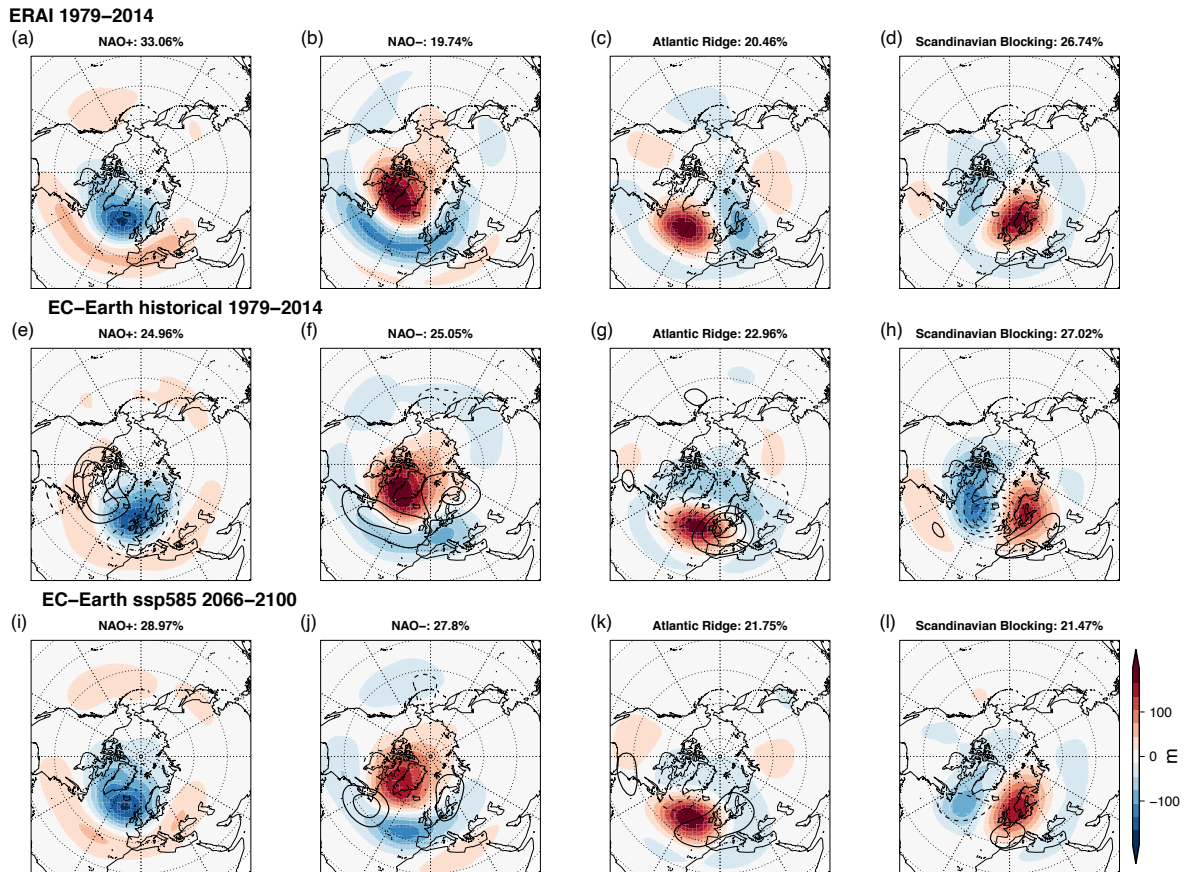 ERAI 1979−2014
(a) NAO+: 33.06% (b) NAO−: 19.74% (c) Atlantic Ridge: 20.46% (d) Scandinavian Blocking: 26.74%
EC−Earth historical 1979−2014
(e) NAO+: 24.96% (f) NAO−: 25.05% (g) Atlantic Ridge: 22.96% (h) Scandinavian Blocking: 27.02%
EC−Earth ssp585 2066−2100
(i) NAO+: 28.97% (j) NAO−: 27.8% (k) Atlantic Ridge: 21.75% (l) Scandinavian Blocking: 21.47%
100
0
−100
m